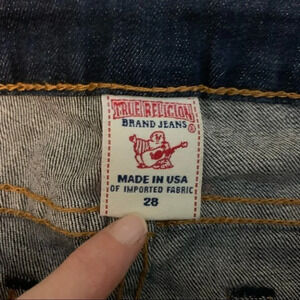 TRUE RELIGION
BRAND JEANS ®
MADE IN USA
OF IMPORTED FABRIC
28